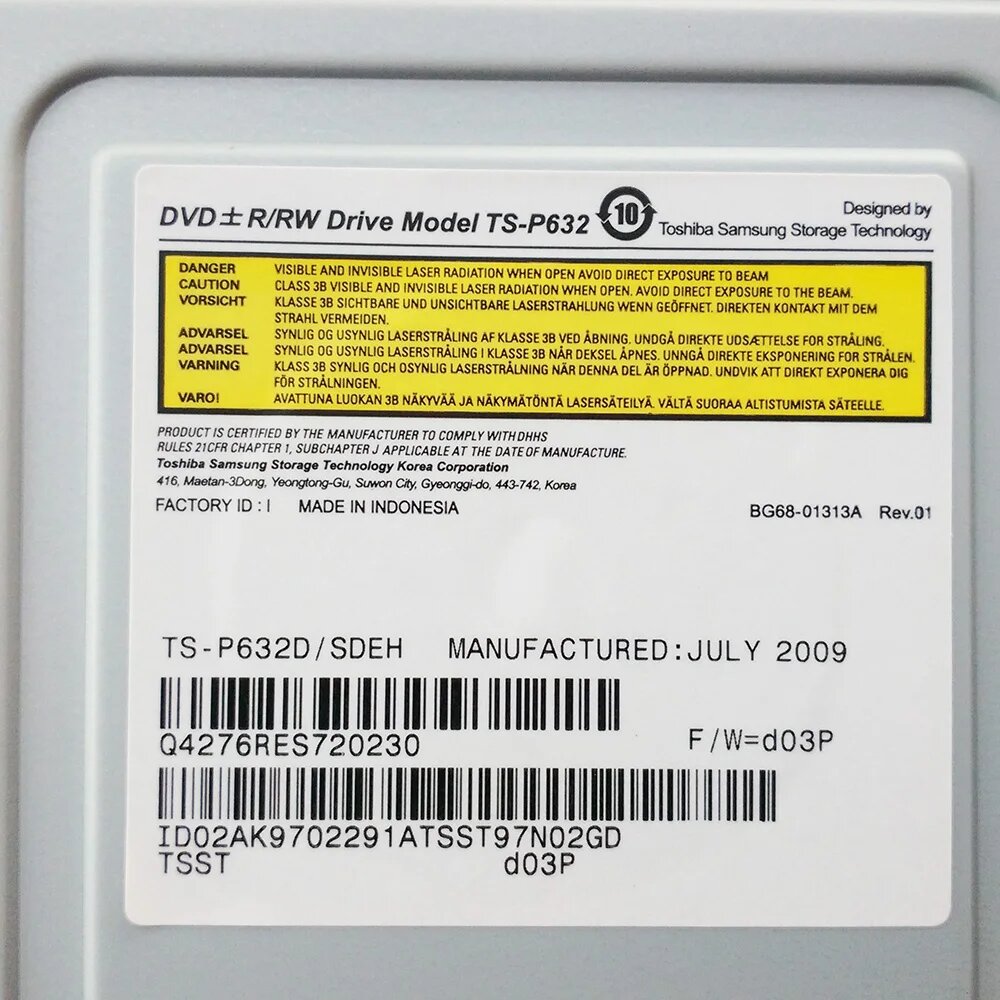 DVD±R/RW Drive Model TS-P632
10
Designed by
Toshiba Samsung Storage Technology
DANGER VISIBLE AND INVISIBLE LASER RADIATION WHEN OPEN AVOID DIRECT EXPOSURE TO BEAM
CAUTION CLASS 3B VISIBLE AND INVISIBLE LASER RADIATION WHEN OPEN. AVOID DIRECT EXPOSURE TO THE BEAM.
VORSICHT KLASSE 3B SICHTBARE UND UNSICHTBARE LASERSTRAHLUNG WENN GEÖFFNET. DIREKTEN KONTAKT MIT DEM
STRAHL VERMEIDEN.
ADVARSEL SYNLIG OG USYNLIG LASERSTRÅLING AF KLASSE 3B VED ÅBNING. UNDGÅ DIREKTE UDSÆTTELSE FOR STRÅLING.
ADVARSEL SYNLIG OG USYNLIG LASERSTRÅLING I KLASSE 3B NÅR DEKSEL ÅPNES. UNNGÅ DIREKTE EKSPONERING FOR STRÅLEN.
VARNING KLASS 3B SYNLIG OCH OSYNLIG LASERSTRÅLNING NÄR DENNA DEL ÄR ÖPPNAD. UNDVIK ATT DIREKT EXPONERA DIG
FÖR STRÅLNINGEN.
VARO! AVATTUNA LUOKAN 3B NÄKYVÄÄ JA NÄKYMÄTÖNTÄ LASERSÄTEILYÄ. VÄLTÄ SUORAA ALTISTUMISTA SÄTEELLE.
PRODUCT IS CERTIFIED BY THE MANUFACTURER TO COMPLY WITH DHHS
RULES 21CFR CHAPTER 1, SUBCHAPTER J APPLICABLE AT THE DATE OF MANUFACTURE.
Toshiba Samsung Storage Technology Korea Corporation
416, Maetan-3Dong, Yeongtong-Gu, Suwon City, Gyeonggi-do, 443-742, Korea
FACTORY ID : I MADE IN INDONESIA BG68-01313A Rev.01
TS-P632D/SDEH MANUFACTURED:JULY 2009
Q4276RES720230 F/W=d03P
ID02AK9702291ATSST97N02GD
TSST d03P